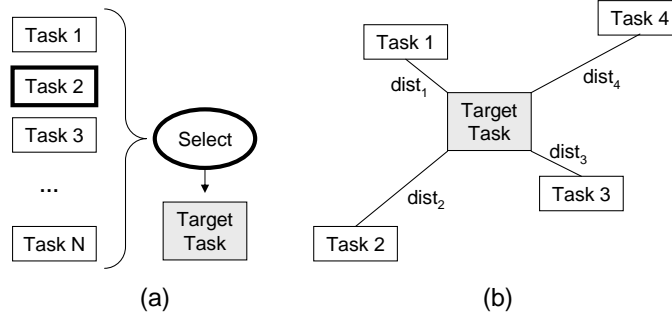 Task 1
Task 2
Task 3
...
Task N
Select
Target
Task
(a)
Task 1
Task 4
dist1
dist4
Target
Task
dist3
dist2
Task 3
Task 2
(b)